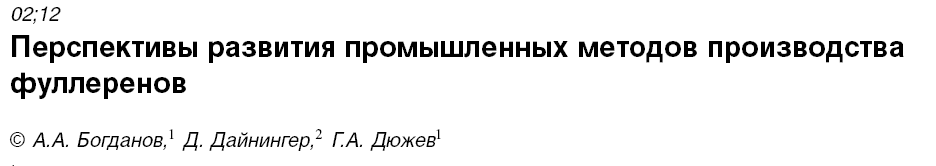 02;12
Перспективы развития промышленных методов производства
фуллеренов
© А.А. Богданов,¹ Д. Дайнингер,² Г.А. Дюжев¹